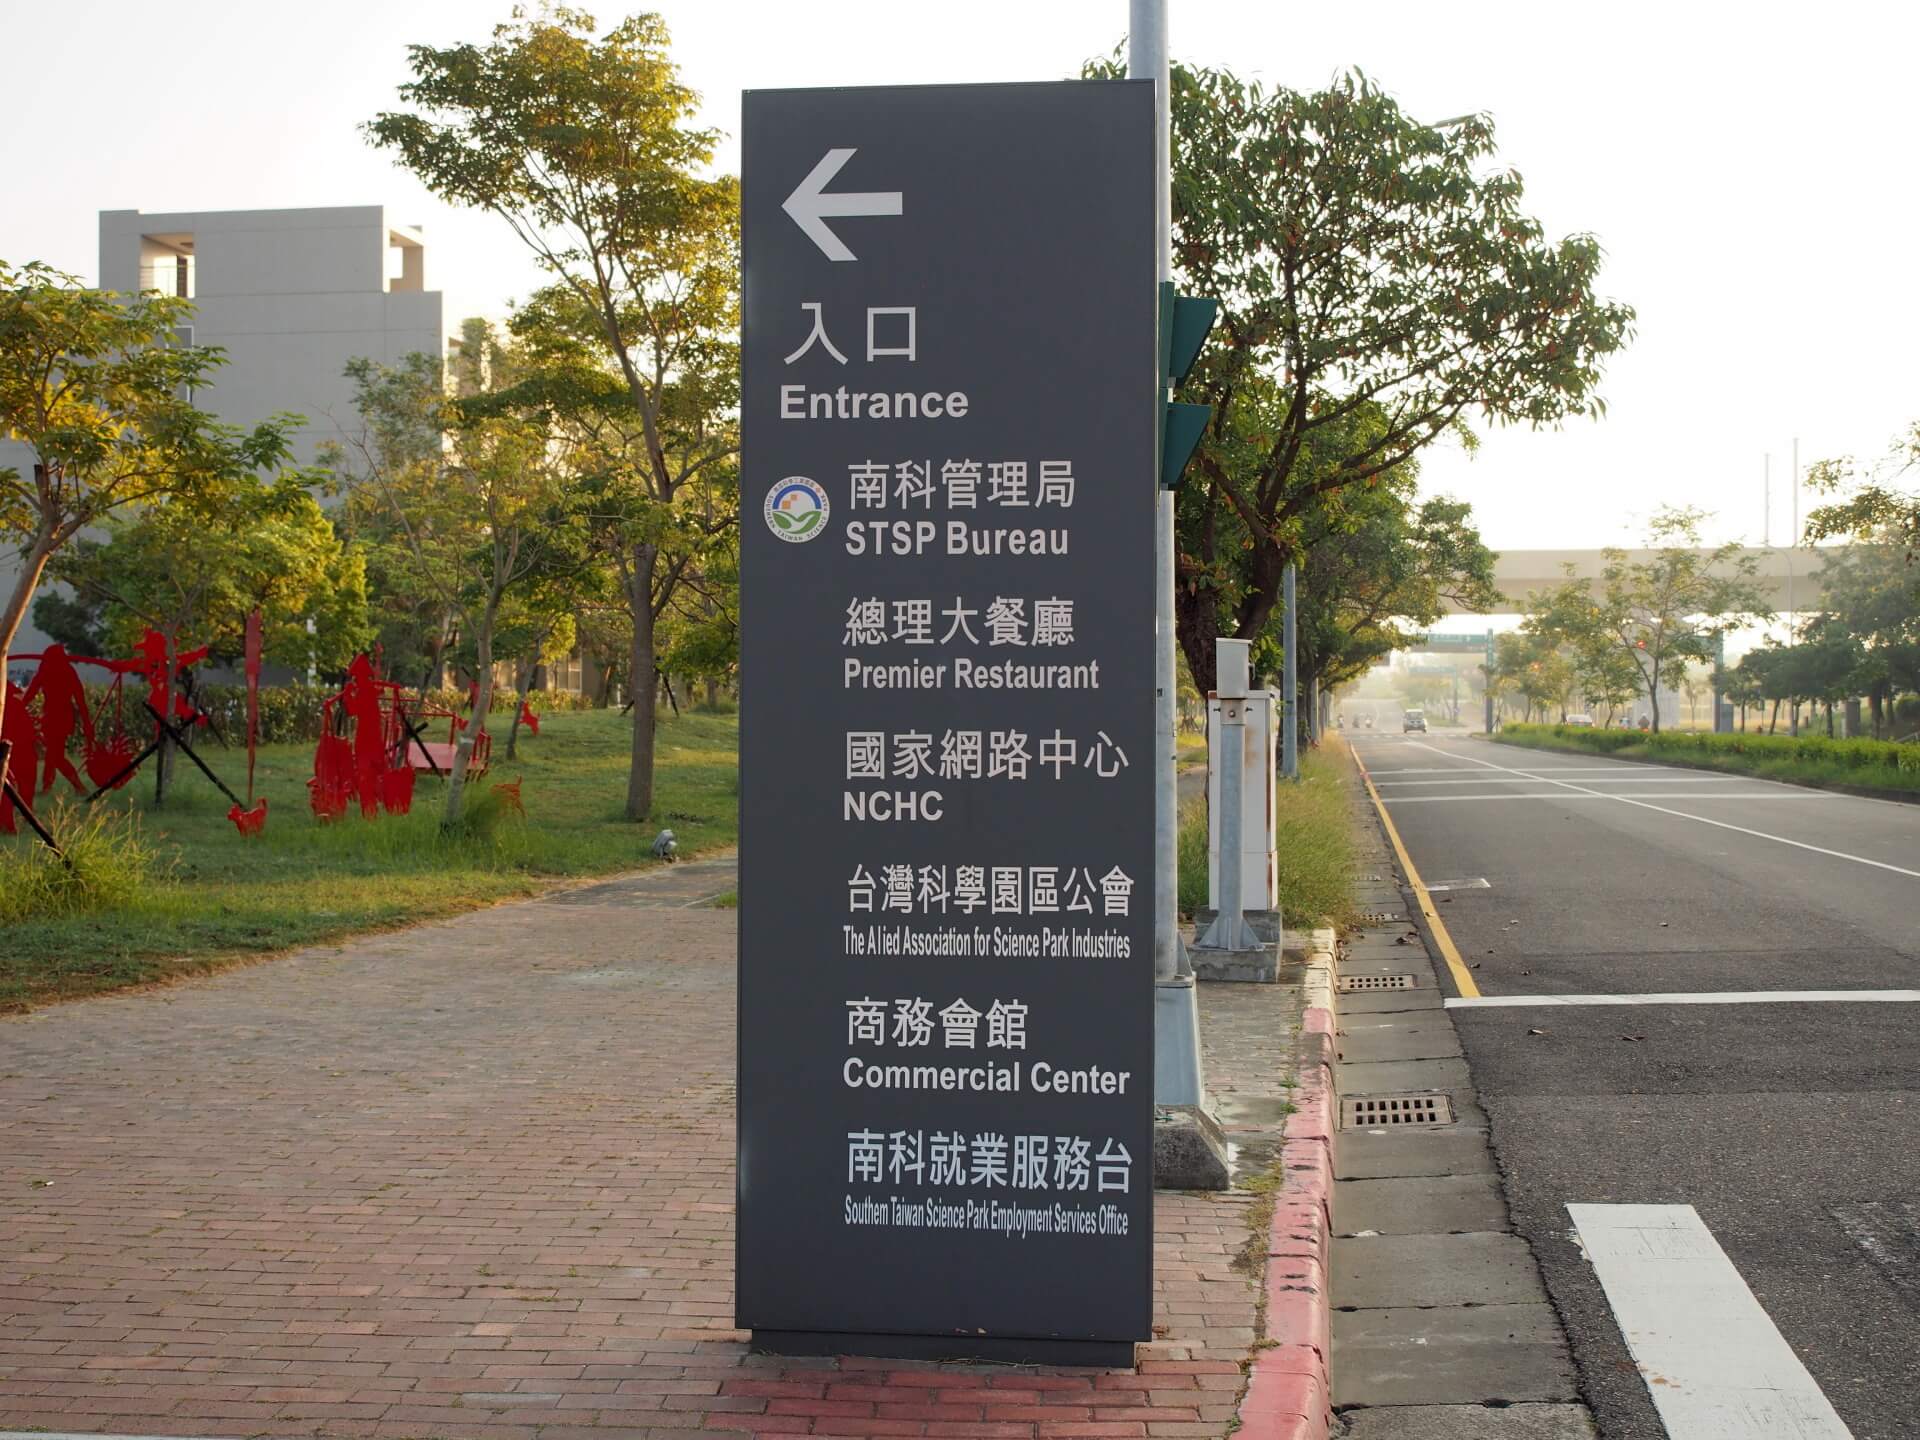 入口
Entrance
南科管理局
STSP Bureau
總理大餐廳
Premier Restaurant
國家網路中心
NCHC
台灣科學園區公會
The Allied Association for Science Park Industries
商務會館
Commercial Center
南科就業服務台
Southern Taiwan Science Park Employment Services Office